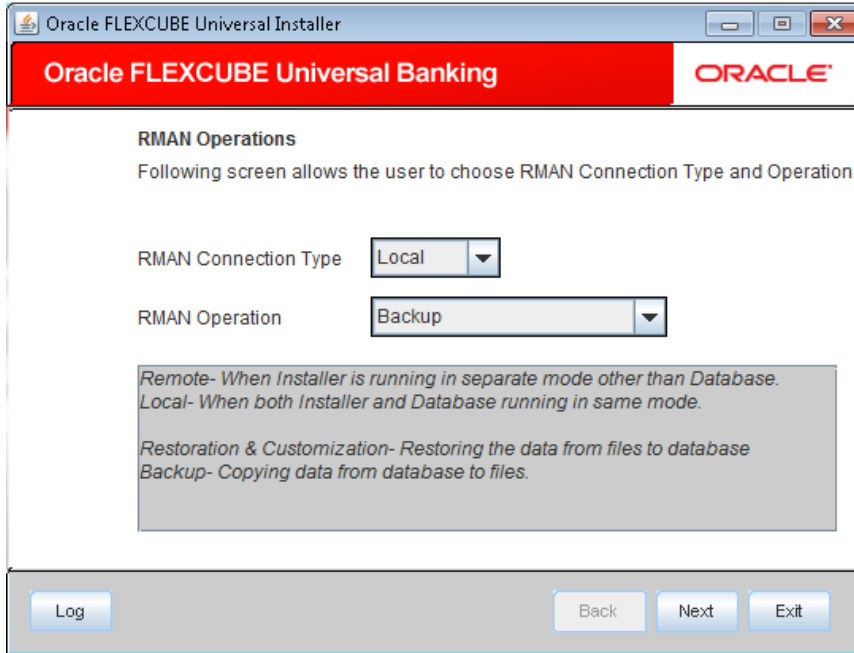 Oracle FLEXCUBE Universal Installer
Oracle FLEXCUBE Universal Banking
ORACLE
RMAN Operations
Following screen allows the user to choose RMAN Connection Type and Operation
RMAN Connection Type
Local
RMAN Operation
Backup
Remote- When Installer is running in separate mode other than Database.
Local- When both Installer and Database running in same mode.
Restoration & Customization- Restoring the data from files to database
Backup- Copying data from database to files.
Log
Back
Next
Exit